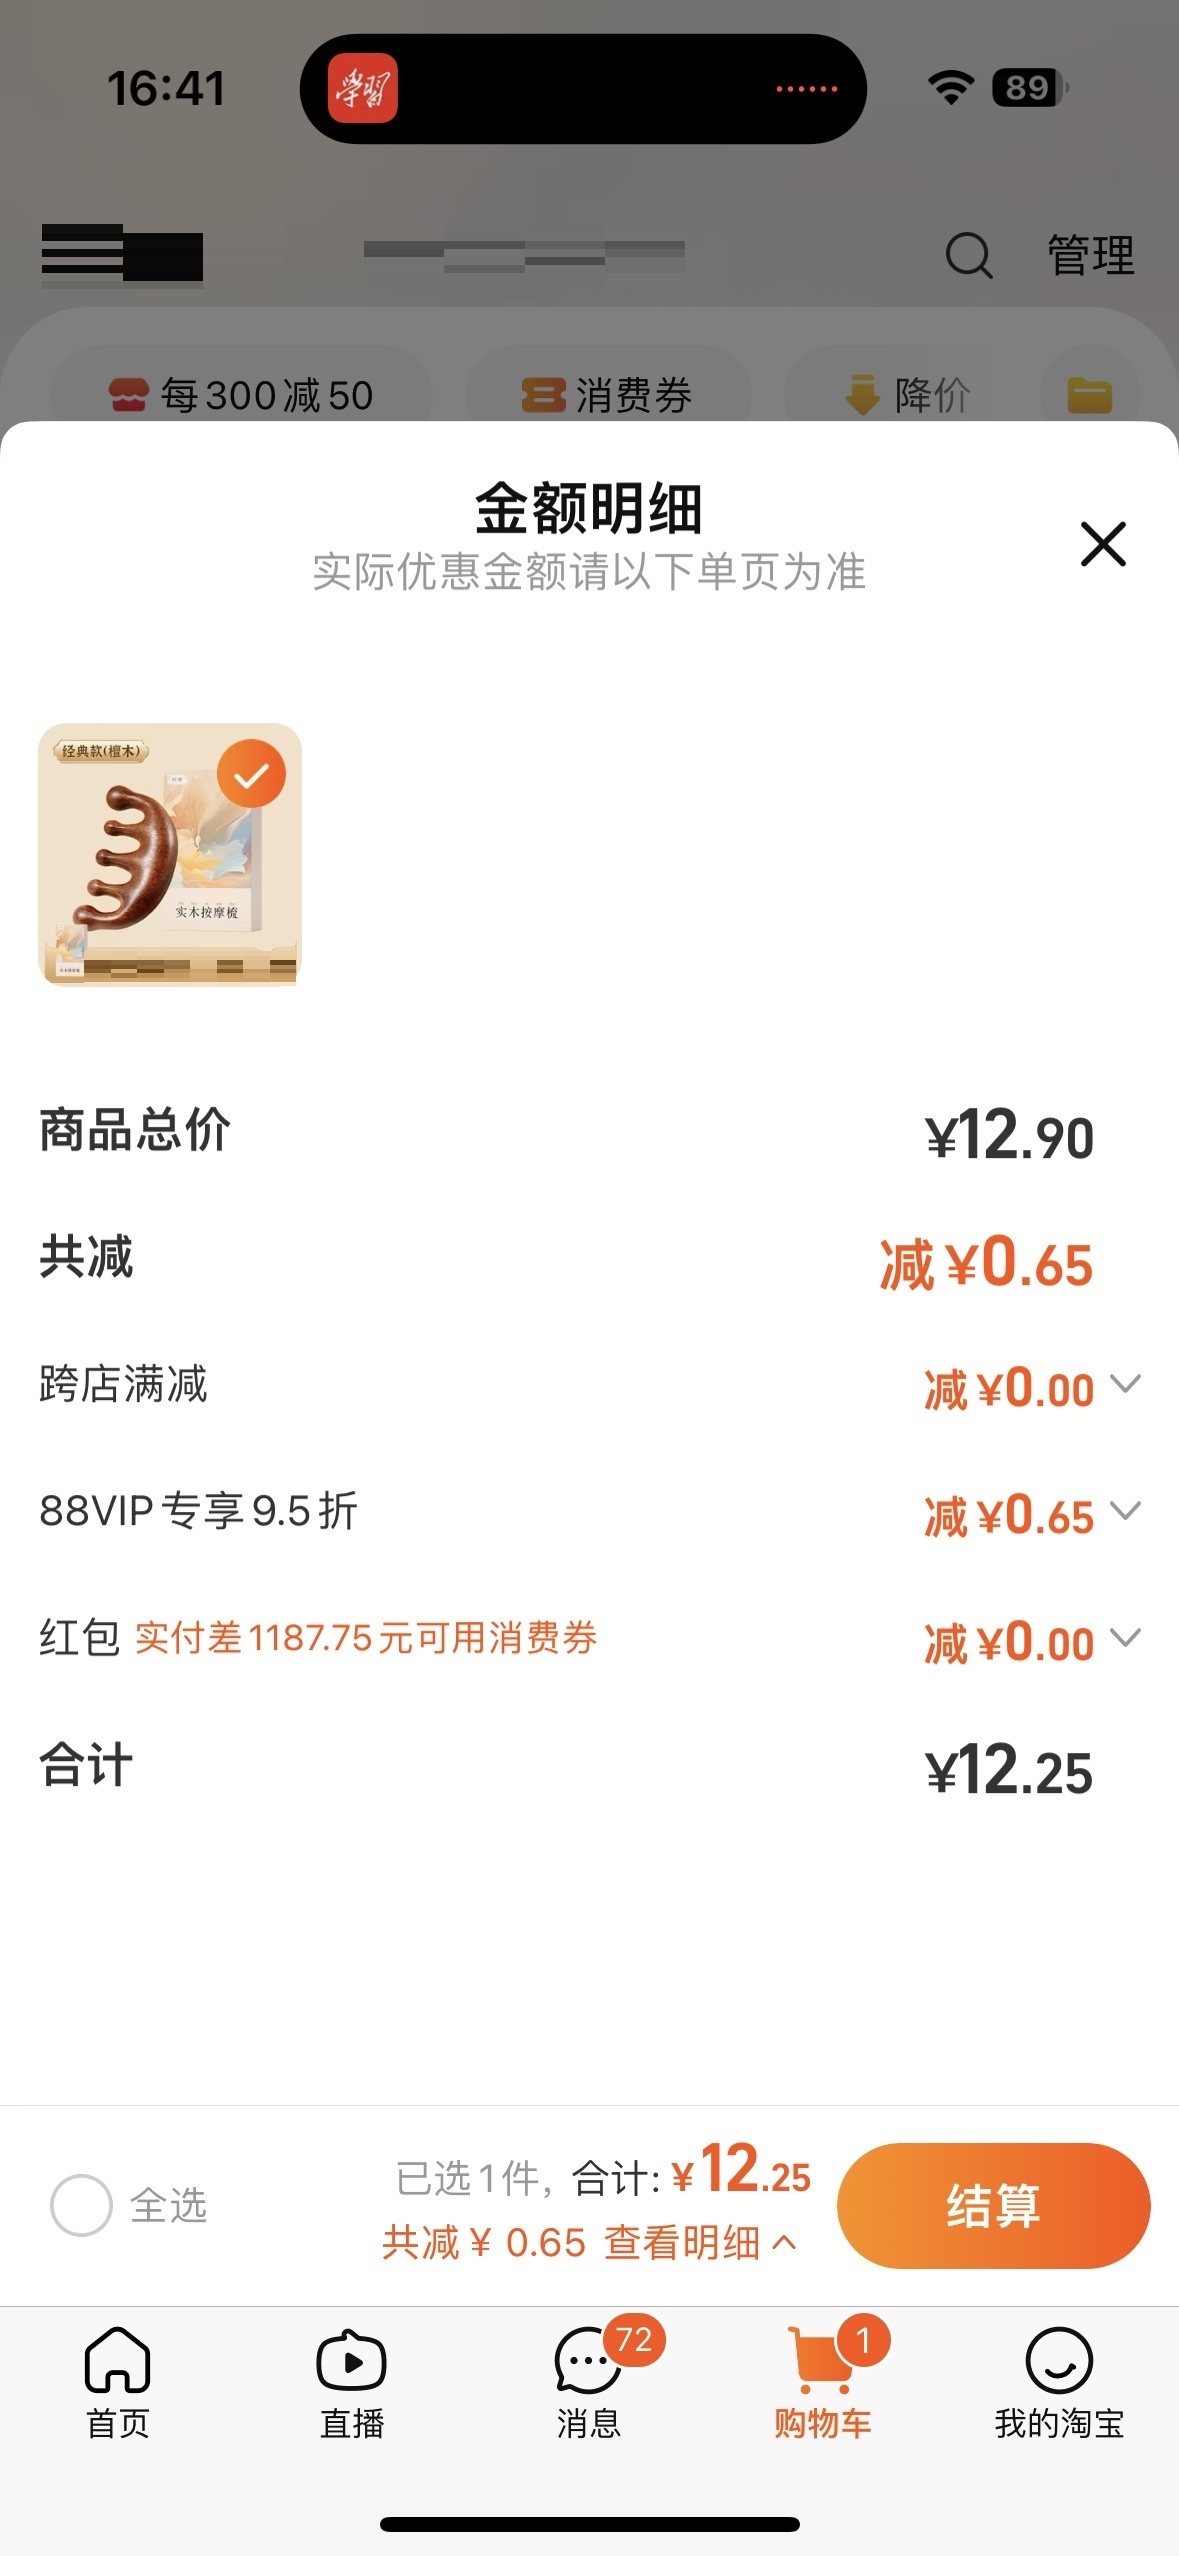 16:41
学習
89
管理
每300减50
消费券
降价
金额明细
实际优惠金额请以下单页为准
经典款(檀木)
实木按摩梳
商品总价
¥12.90
共减
减¥0.65
跨店满减
减¥0.00
88VIP专享9.5折
减¥0.65
红包 实付差1187.75元可用消费券
减¥0.00
合计
¥12.25
全选
已选1件, 合计: ¥12.25
共减¥ 0.65 查看明细
结算
72
1
首页
直播
消息
购物车
我的淘宝